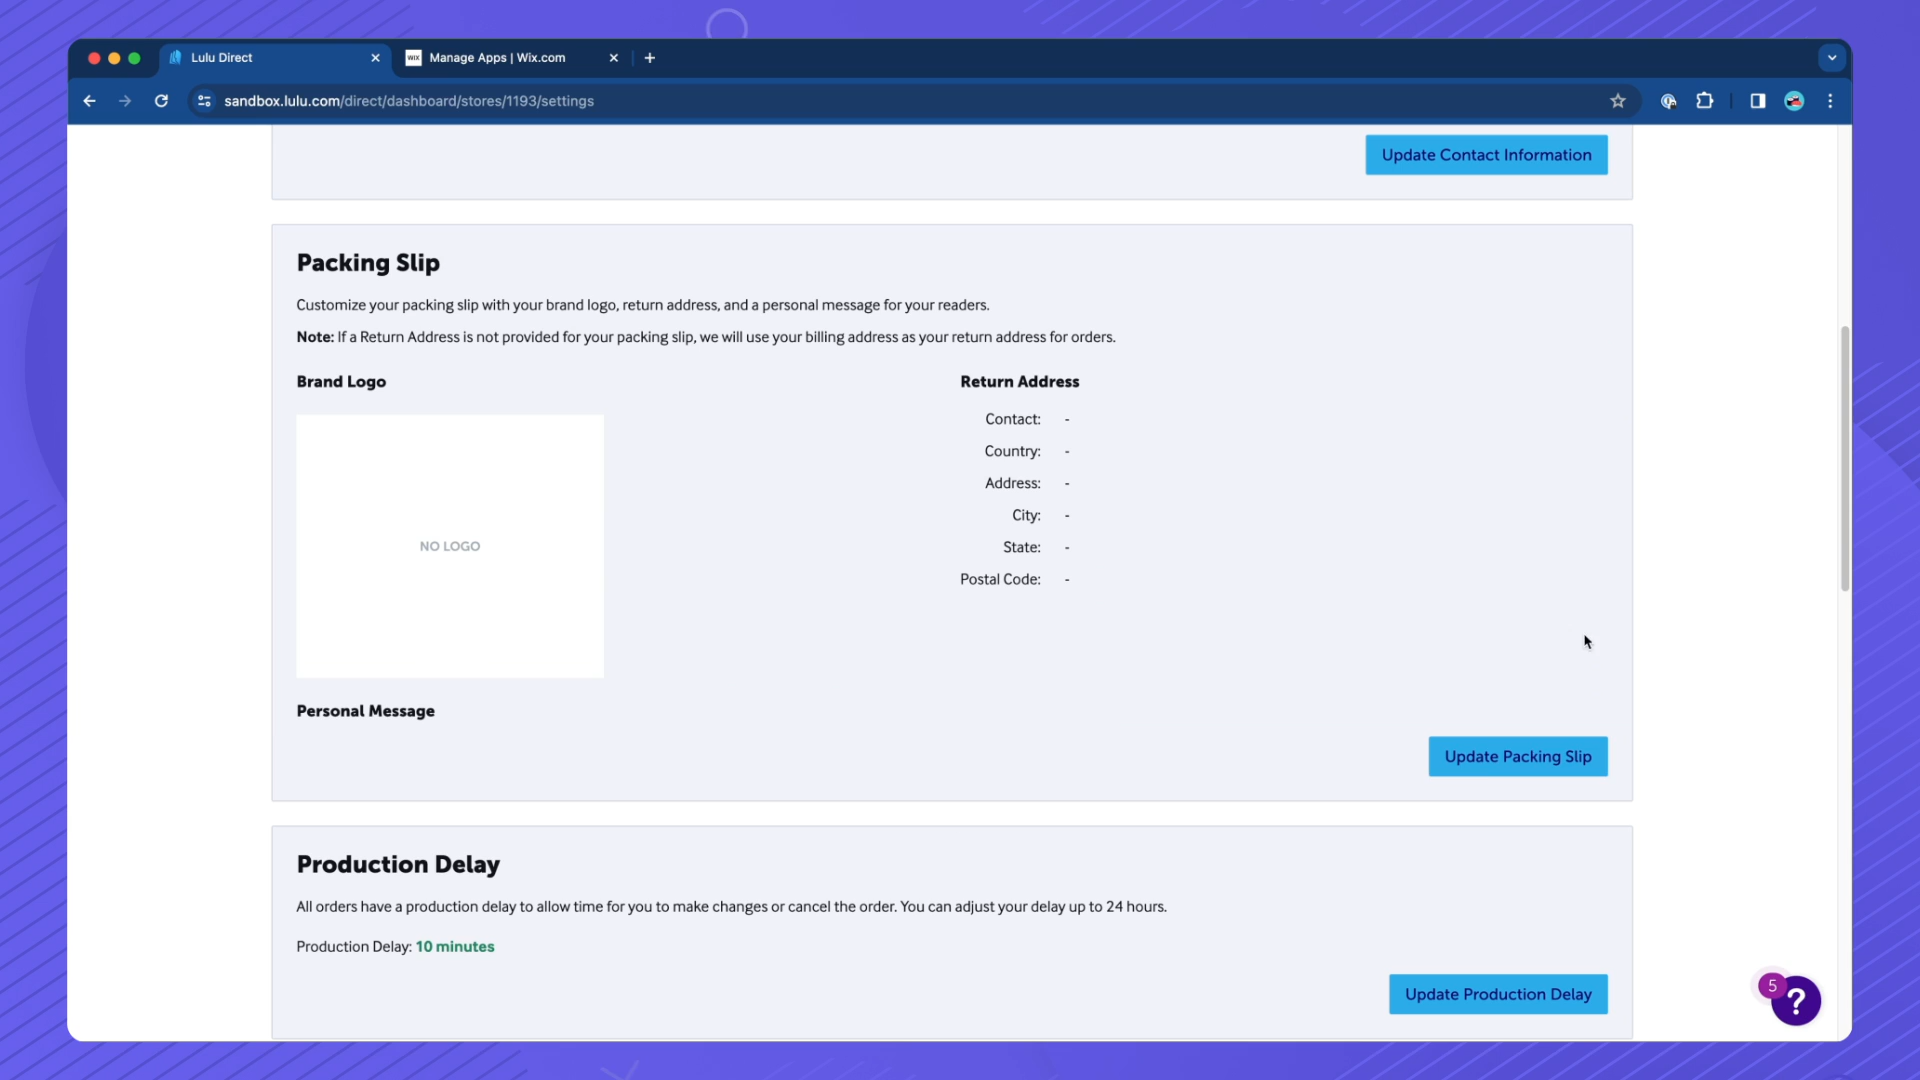 Lulu Direct
WIX Manage Apps | Wix.com
sandbox.lulu.com/direct/dashboard/stores/1193/settings
Update Contact Information
Packing Slip
Customize your packing slip with your brand logo, return address, and a personal message for your readers.
Note: If a Return Address is not provided for your packing slip, we will use your billing address as your return address for orders.
Brand Logo
NO LOGO
Return Address
Contact: -
Country: -
Address: -
City: -
State: -
Postal Code: -
Personal Message
Update Packing Slip
Production Delay
All orders have a production delay to allow time for you to make changes or cancel the order. You can adjust your delay up to 24 hours.
Production Delay: 10 minutes
Update Production Delay
5
?